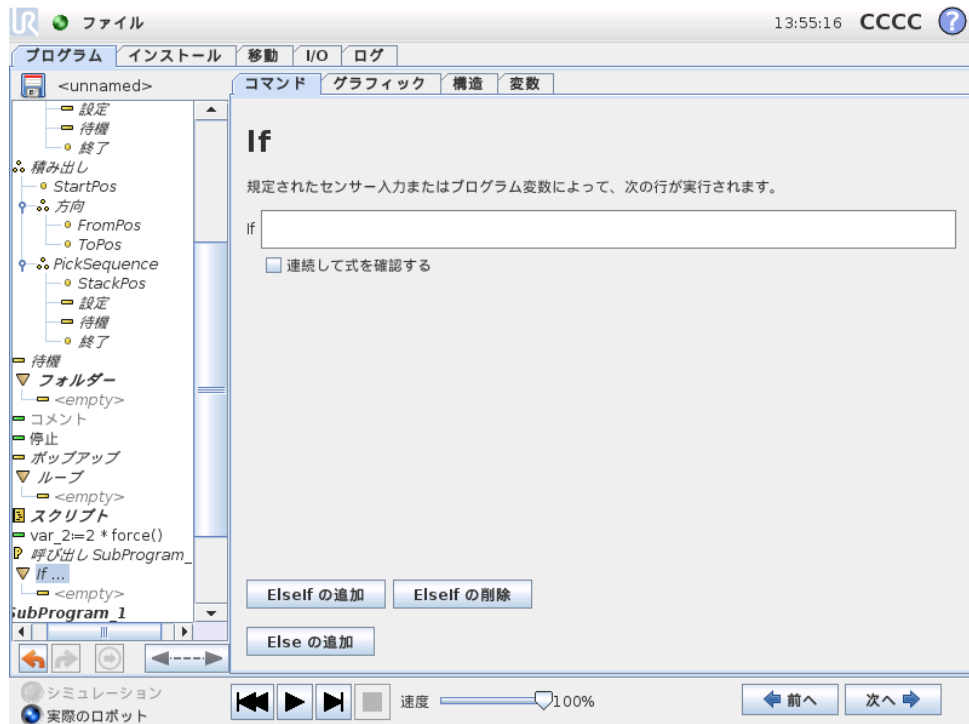 UR ファイル 13:55:16 CCCC ?
プログラム インストール 移動 I/O ログ
<unnamed>
コマンド グラフィック 構造 変数
設定
待機
終了
積み出し
StartPos
方向
FromPos
ToPos
PickSequence
StackPos
設定
待機
終了
待機
フォルダー
<empty>
コメント
停止
ポップアップ
ループ
<empty>
スクリプト
var_2:=2 * force()
呼び出し SubProgram_
If ...
<empty>
SubProgram_1
If
規定されたセンサー入力またはプログラム変数によって、次の行が実行されます。
If
連続して式を確認する
ElseIf の追加 ElseIf の削除
Else の追加
シミュレーション
実際のロボット
速度 100%
前へ 次へ